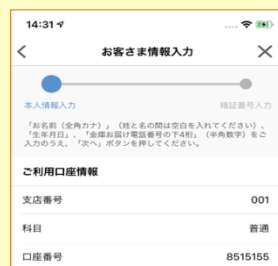 14:31
お客さま情報入力
本人情報入力 暗証番号入力
「お名前（全角カナ）」（姓と名の間は空白を入れてください）、
「生年月日」、「金庫お届け電話番号の下4桁」（半角数字）をご
入力のうえ、「次へ」ボタンを押してください。
ご利用口座情報
支店番号 001
科目 普通
口座番号 8515155